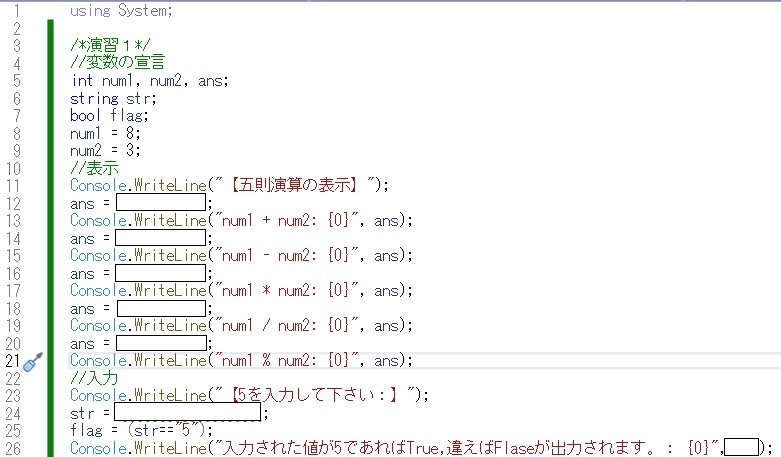 1 using System;
2
3 /*演習１*/
4 //変数の宣言
5 int num1, num2, ans;
6 string str;
7 bool flag;
8 num1 = 8;
9 num2 = 3;
10 //表示
11 Console.WriteLine("【五則演算の表示】");
12 ans = ;
13 Console.WriteLine("num1 + num2: {0}", ans);
14 ans = ;
15 Console.WriteLine("num1 - num2: {0}", ans);
16 ans = ;
17 Console.WriteLine("num1 * num2: {0}", ans);
18 ans = ;
19 Console.WriteLine("num1 / num2: {0}", ans);
20 ans = ;
21 Console.WriteLine("num1 % num2: {0}", ans);
22 //入力
23 Console.WriteLine("【5を入力して下さい：】");
24 str = ;
25 flag = (str=="5");
26 Console.WriteLine("入力された値が5であればTrue,違えばFlaseが出力されます。： {0}", );